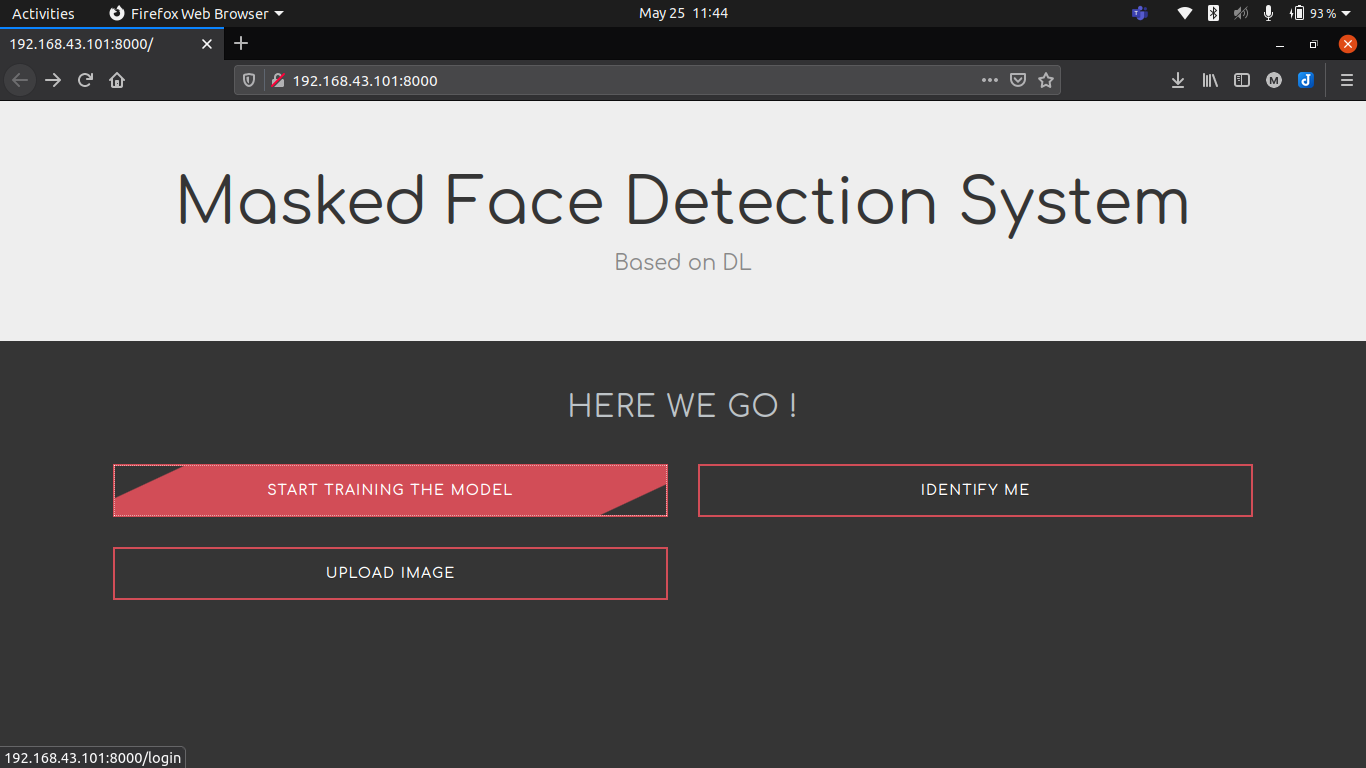 Activities Firefox Web Browser May 25 11:44 93 %
192.168.43.101:8000/
192.168.43.101:8000
Masked Face Detection System
Based on DL
HERE WE GO !
START TRAINING THE MODEL IDENTIFY ME
UPLOAD IMAGE
192.168.43.101:8000/login